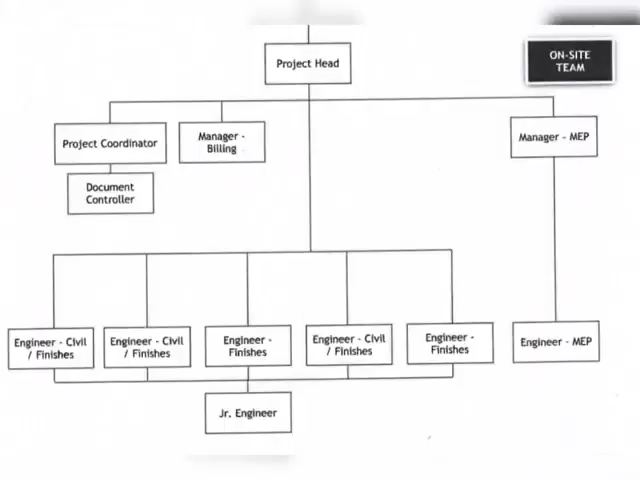 Project Head
ON-SITE
TEAM
Project Coordinator
Manager -
Billing
Manager - MEP
Document
Controller
Engineer - Civil
/ Finishes
Engineer - Civil
/ Finishes
Engineer -
Finishes
Engineer - Civil
/ Finishes
Engineer -
Finishes
Engineer - MEP
Jr. Engineer